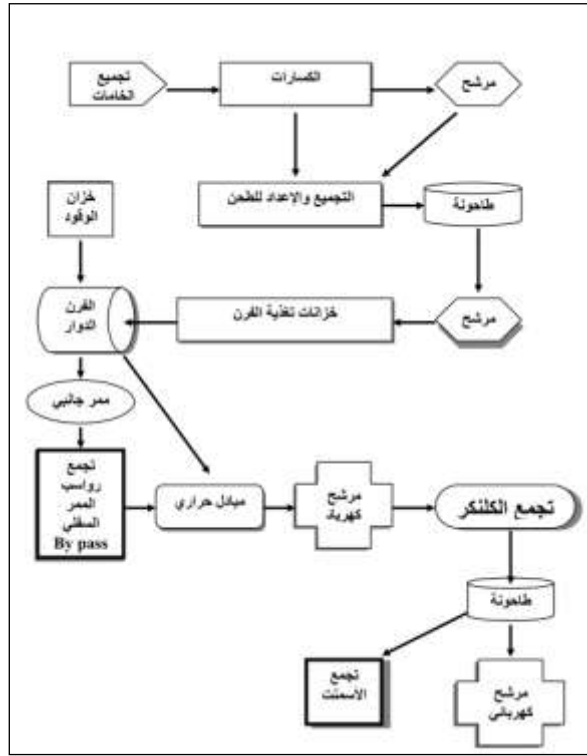 تجميع
الخامات
الكسارات
مرشح
التجميع والاعداد للطحن
طاحونة
خزان
الوقود
الفرن
الدوار
خزانات تغذية الفرن
مرشح
ممر جانبي
تجمع
رواسب
الممر
السفلي
By pass
مبادل حراري
مرشح
كهرباء
تجمع الكلنكر
طاحونة
تجمع
الأسمنت
مرشح
كهربائي